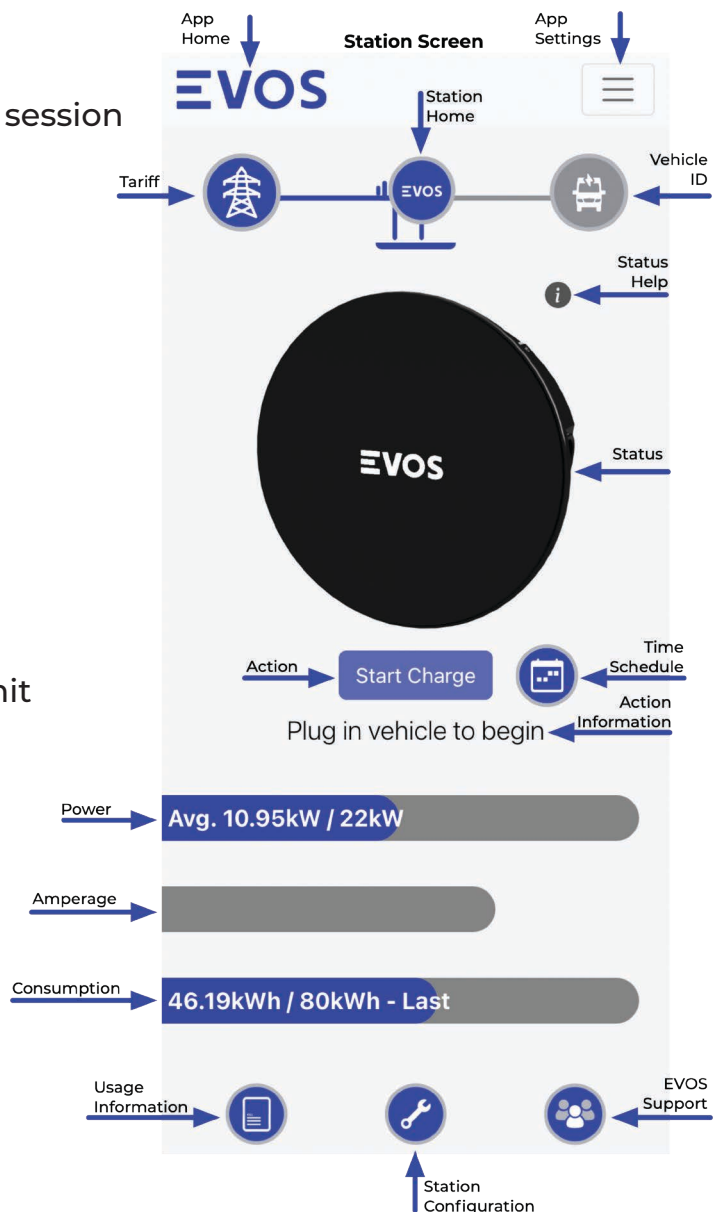 App
Home
Station Screen
App
Settings
EVOS
session
Station
Home
Tariff
EVOS
Vehicle
ID
Status
Help
i
EVOS
Status
Action
Start Charge
Time
Schedule
nit
Plug in vehicle to begin
Action
Information
Power
Avg. 10.95kW / 22kW
Amperage
Consumption
46.19kWh / 80kWh - Last
Usage
Information
EVOS
Support
Station
Configuration